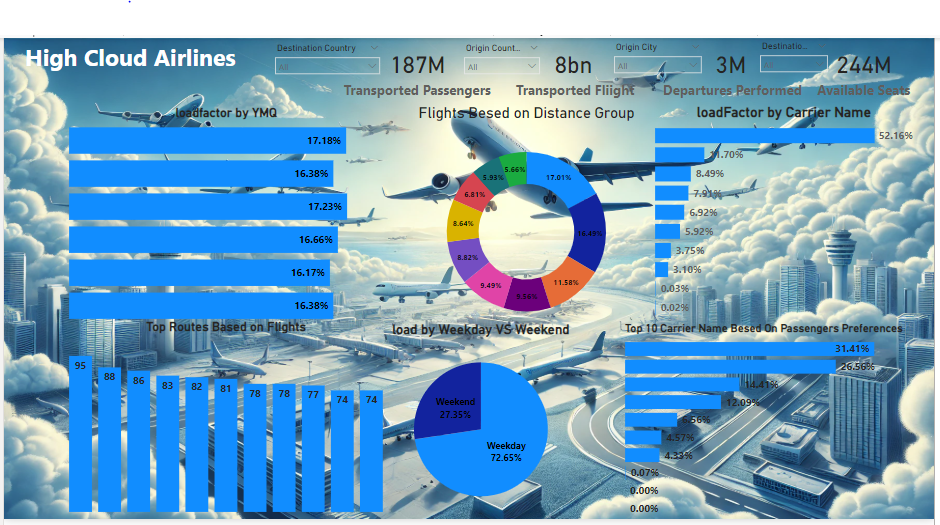 High Cloud Airlines
Destination Country
All
Origin Count..
All
Origin City
All
Destinatio..
All
187M
Transported Passengers
8bn
Transported Fliight
3M
Departures Performed
244M
Available Seats
loadfactor by YMQ
17.18%
16.38%
17.23%
16.66%
16.17%
16.38%
Flights Based on Distance Group
17.01%
16.49%
11.58%
9.49%
8.82%
8.64%
6.81%
5.93%
5.66%
loadFactor by Carrier Name
52.16%
11.70%
8.49%
6.92%
5.92%
3.75%
3.10%
0.03%
0.02%
Top Routes Based on Flights
95
88
86
83
82
81
78
78
77
74
74
load by Weekday VS Weekend
Weekend
27.35%
Weekday
72.65%
Top 10 Carrier Name Besed On Passengers Preferences
31.41%
26.56%
14.41%
12.09%
6.56%
4.57%
0.07%
0.00%
0.00%